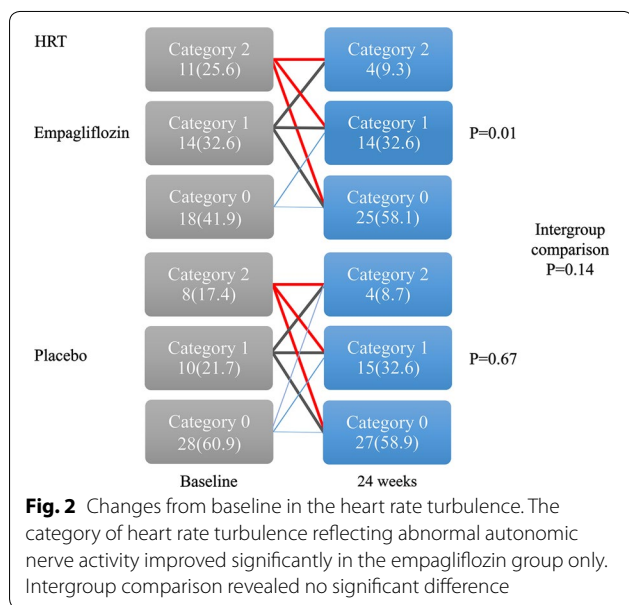 HRT
Category 2
11(25.6)
Category 2
4(9.3)
Empagliflozin
Category 1
14(32.6)
Category 1
14(32.6)
P=0.01
Category 0
18(41.9)
Category 0
25(58.1)
Intergroup
comparison
P=0.14
Category 2
8(17.4)
Category 2
4(8.7)
Placebo
Category 1
10(21.7)
Category 1
15(32.6)
P=0.67
Category 0
28(60.9)
Category 0
27(58.9)
Baseline
24 weeks
Fig. 2 Changes from baseline in the heart rate turbulence. The
category of heart rate turbulence reflecting abnormal autonomic
nerve activity improved significantly in the empagliflozin group only.
Intergroup comparison revealed no significant difference